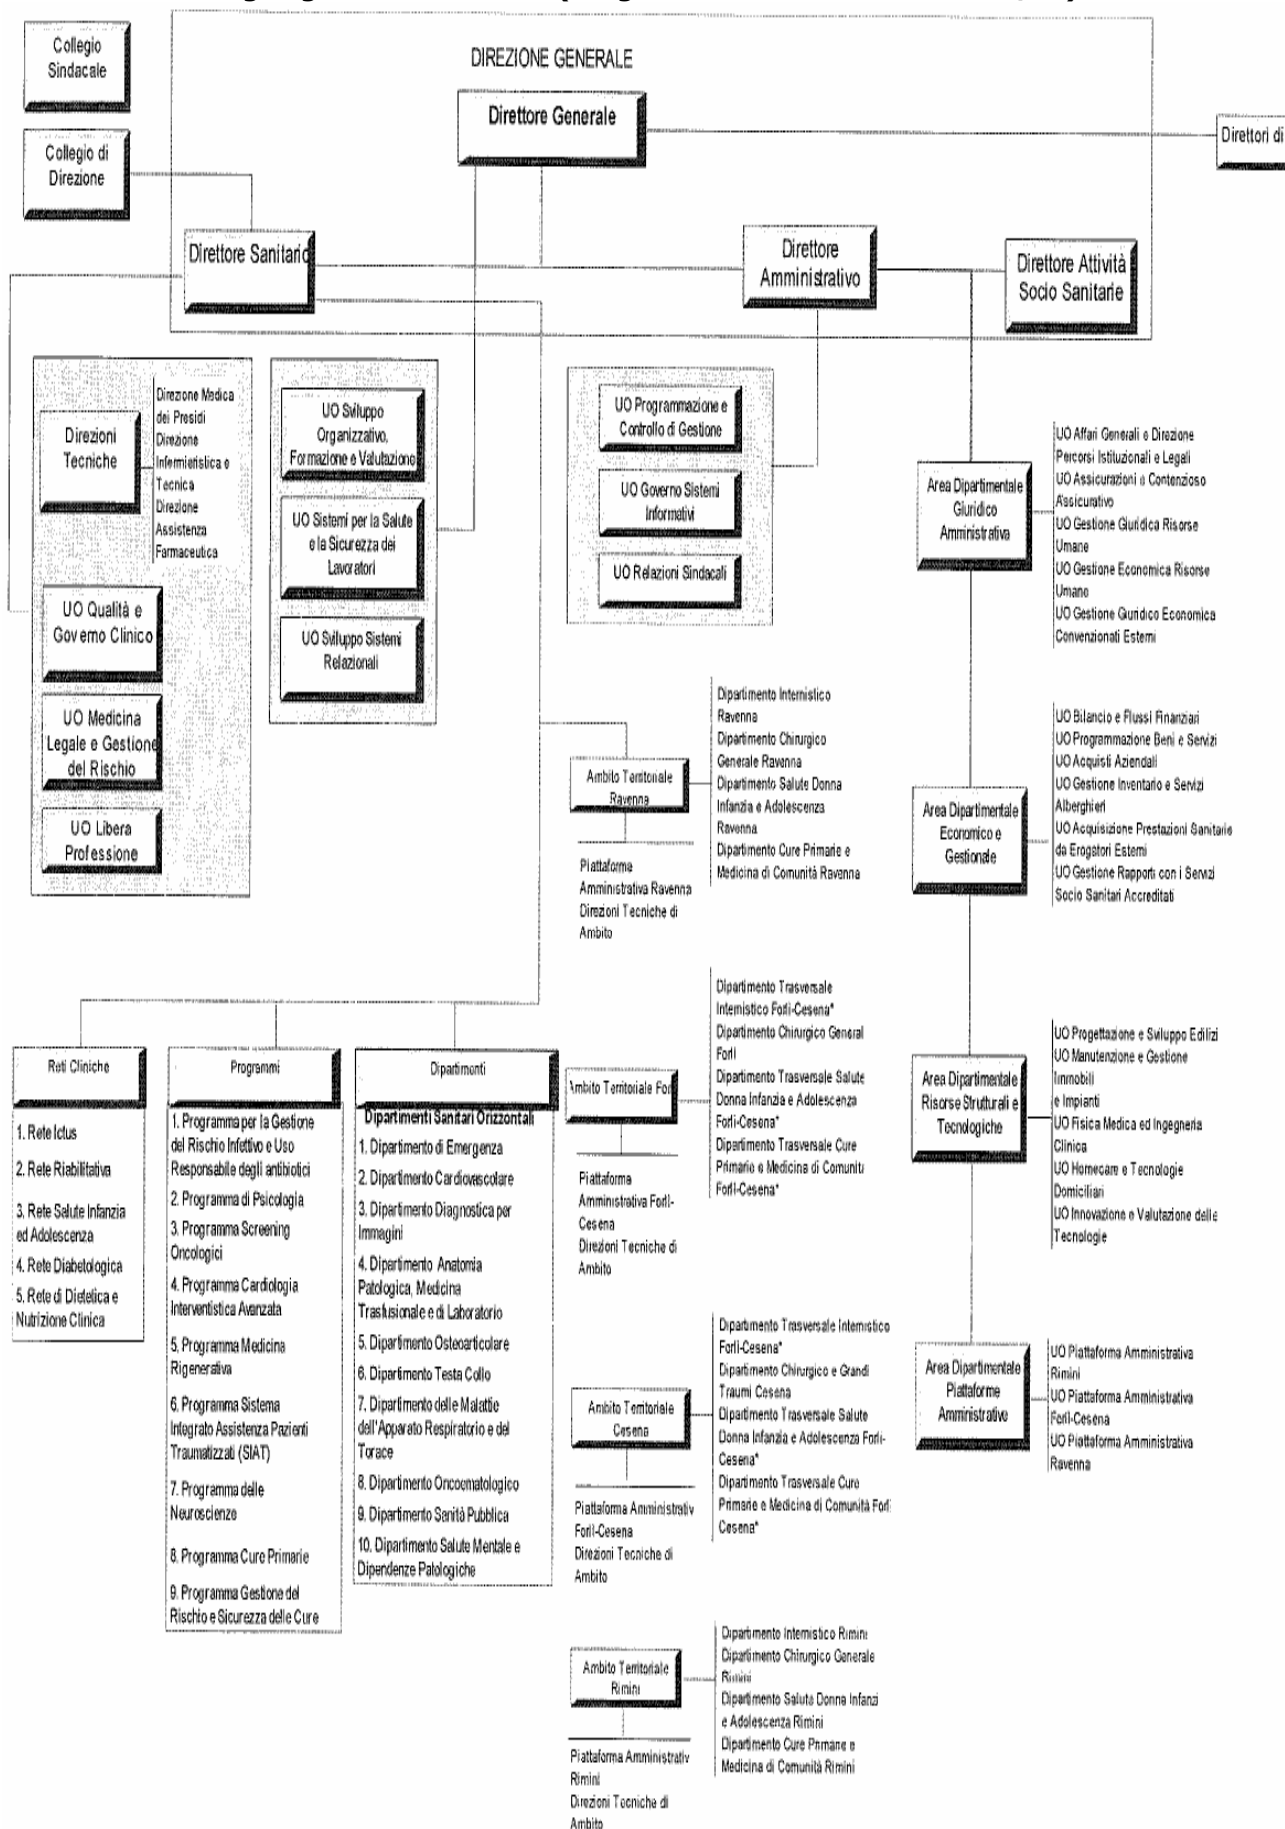 Collegio
Sindacale
DIREZIONE GENERALE
Direttore Generale
Collegio di
Direzione
Direttori di
Direttore Sanitario
Direttore
Amministrativo
Direttore Attività
Socio Sanitarie
Direzioni
Tecniche
Direzione Medica
dei Presidi
Direzione
Infermieristica e
Tecnica
Direzione
Assistenza
Farmaceutica
UO Qualità e
Governo Clinico
UO Medicina
Legale e Gestione
del Rischio
UO Libera
Professione
UO Sviluppo
Organizzativo,
Formazione e Valutazione
UO Sistemi per la Salute
e la Sicurezza dei
Lavoratori
UO Sviluppo Sistemi
Relazionali
UO Programmazione e
Controllo di Gestione
UO Governo Sistemi
Informativi
UO Relazioni Sindacali
Area Dipartimentale
Giuridico
Amministrativa
UO Affari Generali e Direzione
Percorsi Istituzionali e Legali
UO Assicurazioni e Contenzioso
Assicurativo
UO Gestione Giuridica Risorse
Umane
UO Gestione Economica Risorse
Umane
UO Gestione Giuridico Economica
Convenzionati Esterni
Ambito Territoriale
Ravenna
Dipartimento Internistico
Ravenna
Dipartimento Chirurgico
Generale Ravenna
Dipartimento Salute Donna
Infanzia e Adolescenza
Ravenna
Dipartimento Cure Primarie e
Medicina di Comunità Ravenna
Piattaforme
Amministrativa Ravenna
Direzioni Tecniche di
Ambito
Area Dipartimentale
Economico e
Gestionale
UO Bilancio e Flussi Finanziari
UO Programmazione Beni e Servizi
UO Acquisti Aziendali
UO Gestione Inventario e Servizi
Alberghieri
UO Acquisizione Prestazioni Sanitarie
da Erogatori Esterni
UO Gestione Rapporti con i Servizi
Socio Sanitari Accreditati
Reti Cliniche
1. Rete Ictus
2. Rete Riabilitativa
3. Rete Salute Infanzia
ed Adolescenza
4. Rete Diabetologica
5. Rete di Dietetica e
Nutrizione Clinica
Programmi
1. Programma per la Gestione
del Rischio Infettivo e Uso
Responsabile degli antibiotici
2. Programma di Psicologia
3. Programma Screening
Oncologici
4. Programma Cardiologia
Interventistica Avanzata
5. Programma Medicina
Rigenerativa
6. Programma Sistema
Integrato Assistenza Pazienti
Traumatizzati (SIAT)
7. Programma delle
Neuroscienze
8. Programma Cure Primarie
9. Programma Gestione del
Rischio e Sicurezza delle Cure
Dipartimenti
Dipartimenti Sanitari Orizzontali
1. Dipartimento di Emergenza
2. Dipartimento Cardiovascolare
3. Dipartimento Diagnostica per
Immagini
4. Dipartimento Anatomia
Patologica, Medicina
Trasfusionale e di Laboratorio
5. Dipartimento Osteoarticolare
6. Dipartimento Testa Collo
7. Dipartimento delle Malattie
dell'Apparato Respiratorio e del
Torace
8. Dipartimento Oncoematologico
9. Dipartimento Sanità Pubblica
10. Dipartimento Salute Mentale e
Dipendenze Patologiche
Ambito Territoriale Forl
Dipartimento Trasversale
Internistico Forlì-Cesena*
Dipartimento Chirurgico General
Forlì
Dipartimento Trasversale Salute
Donna Infanzia e Adolescenza
Forlì-Cesena*
Dipartimento Trasversale Cure
Primarie e Medicina di Comunità
Forlì-Cesena*
Piattaforma
Amministrativa Forlì-
Cesena
Direzioni Tecniche di
Ambito
Area Dipartimentale
Risorse Strutturali e
Tecnologiche
UO Progettazione e Sviluppo Edilizi
UO Manutenzione e Gestione
Immobili
e Impianti
UO Fisica Medica ed Ingegneria
Clinica
UO Homecare e Tecnologie
Domiciliari
UO Innovazione e Valutazione delle
Tecnologie
Ambito Territoriale
Cesena
Dipartimento Trasversale Internistico
Forlì-Cesena*
Dipartimento Chirurgico e Grandi
Traumi Cesena
Dipartimento Trasversale Salute
Donna Infanzia e Adolescenza Forlì-
Cesena*
Dipartimento Trasversale Cure
Primarie e Medicina di Comunità Forlì
Cesena*
Piattaforma Amministrativ
Forlì-Cesena
Direzioni Tecniche di
Ambito
Area Dipartimentale
Piattaforme
Amministrative
UO Piattaforma Amministrativa
Rimini
UO Piattaforma Amministrativa
Forlì-Cesena
UO Piattaforma Amministrativa
Ravenna
Ambito Territoriale
Rimini
Dipartimento Internistico Rimini
Dipartimento Chirurgico Generale
Rimini
Dipartimento Salute Donna Infanzi
e Adolescenza Rimini
Dipartimento Cure Primarie e
Medicina di Comunità Rimini
Piattaforma Amministrativ
Rimini
Direzioni Tecniche di
Ambito